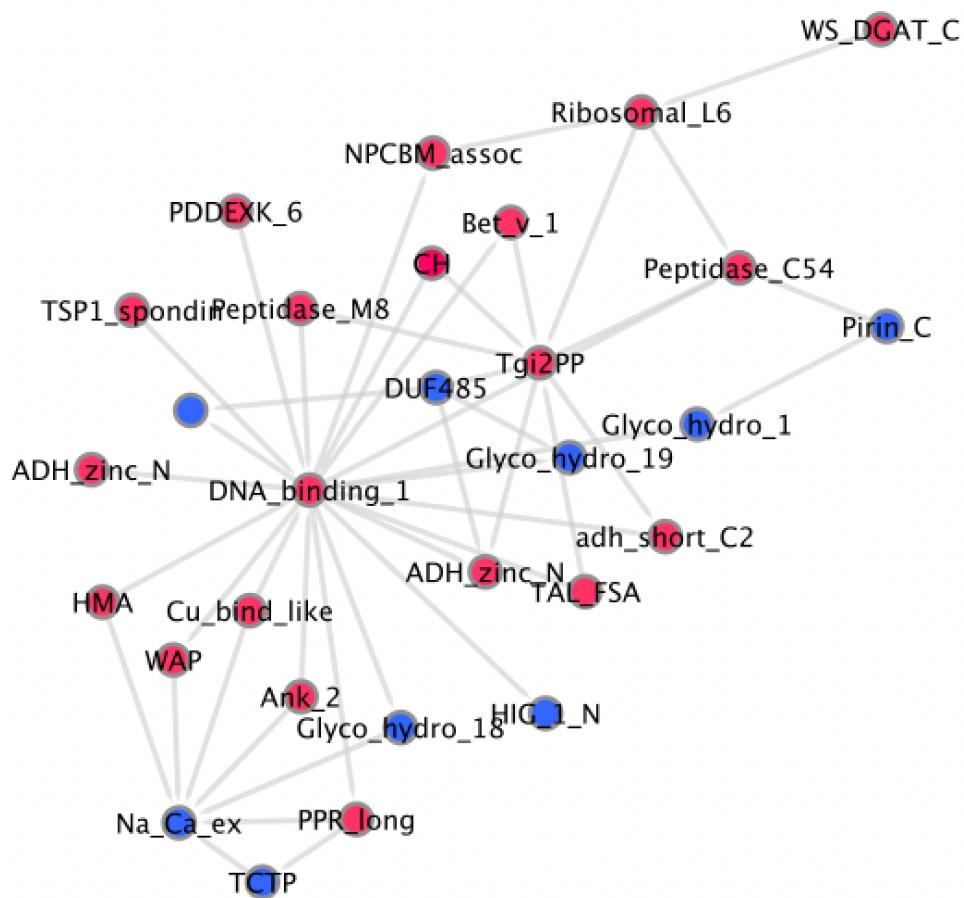 WS_DGAT_C
Ribosomal_L6
NPCBM_assoc
PDDEXK_6
Bet_v_1
CH
Peptidase_C54
TSP1_spondin
Peptidase_M8
Pirin_C
Tgi2PP
DUF485
Glyco_hydro_1
Glyco_hydro_19
ADH_zinc_N
DNA_binding_1
adh_short_C2
ADH_zinc_N
TAL_FSA
HMA
Cu_bind_like
WAP
Ank_2
Glyco_hydro_18
HIG_1_N
Na_Ca_ex
PPR_long
TCTP